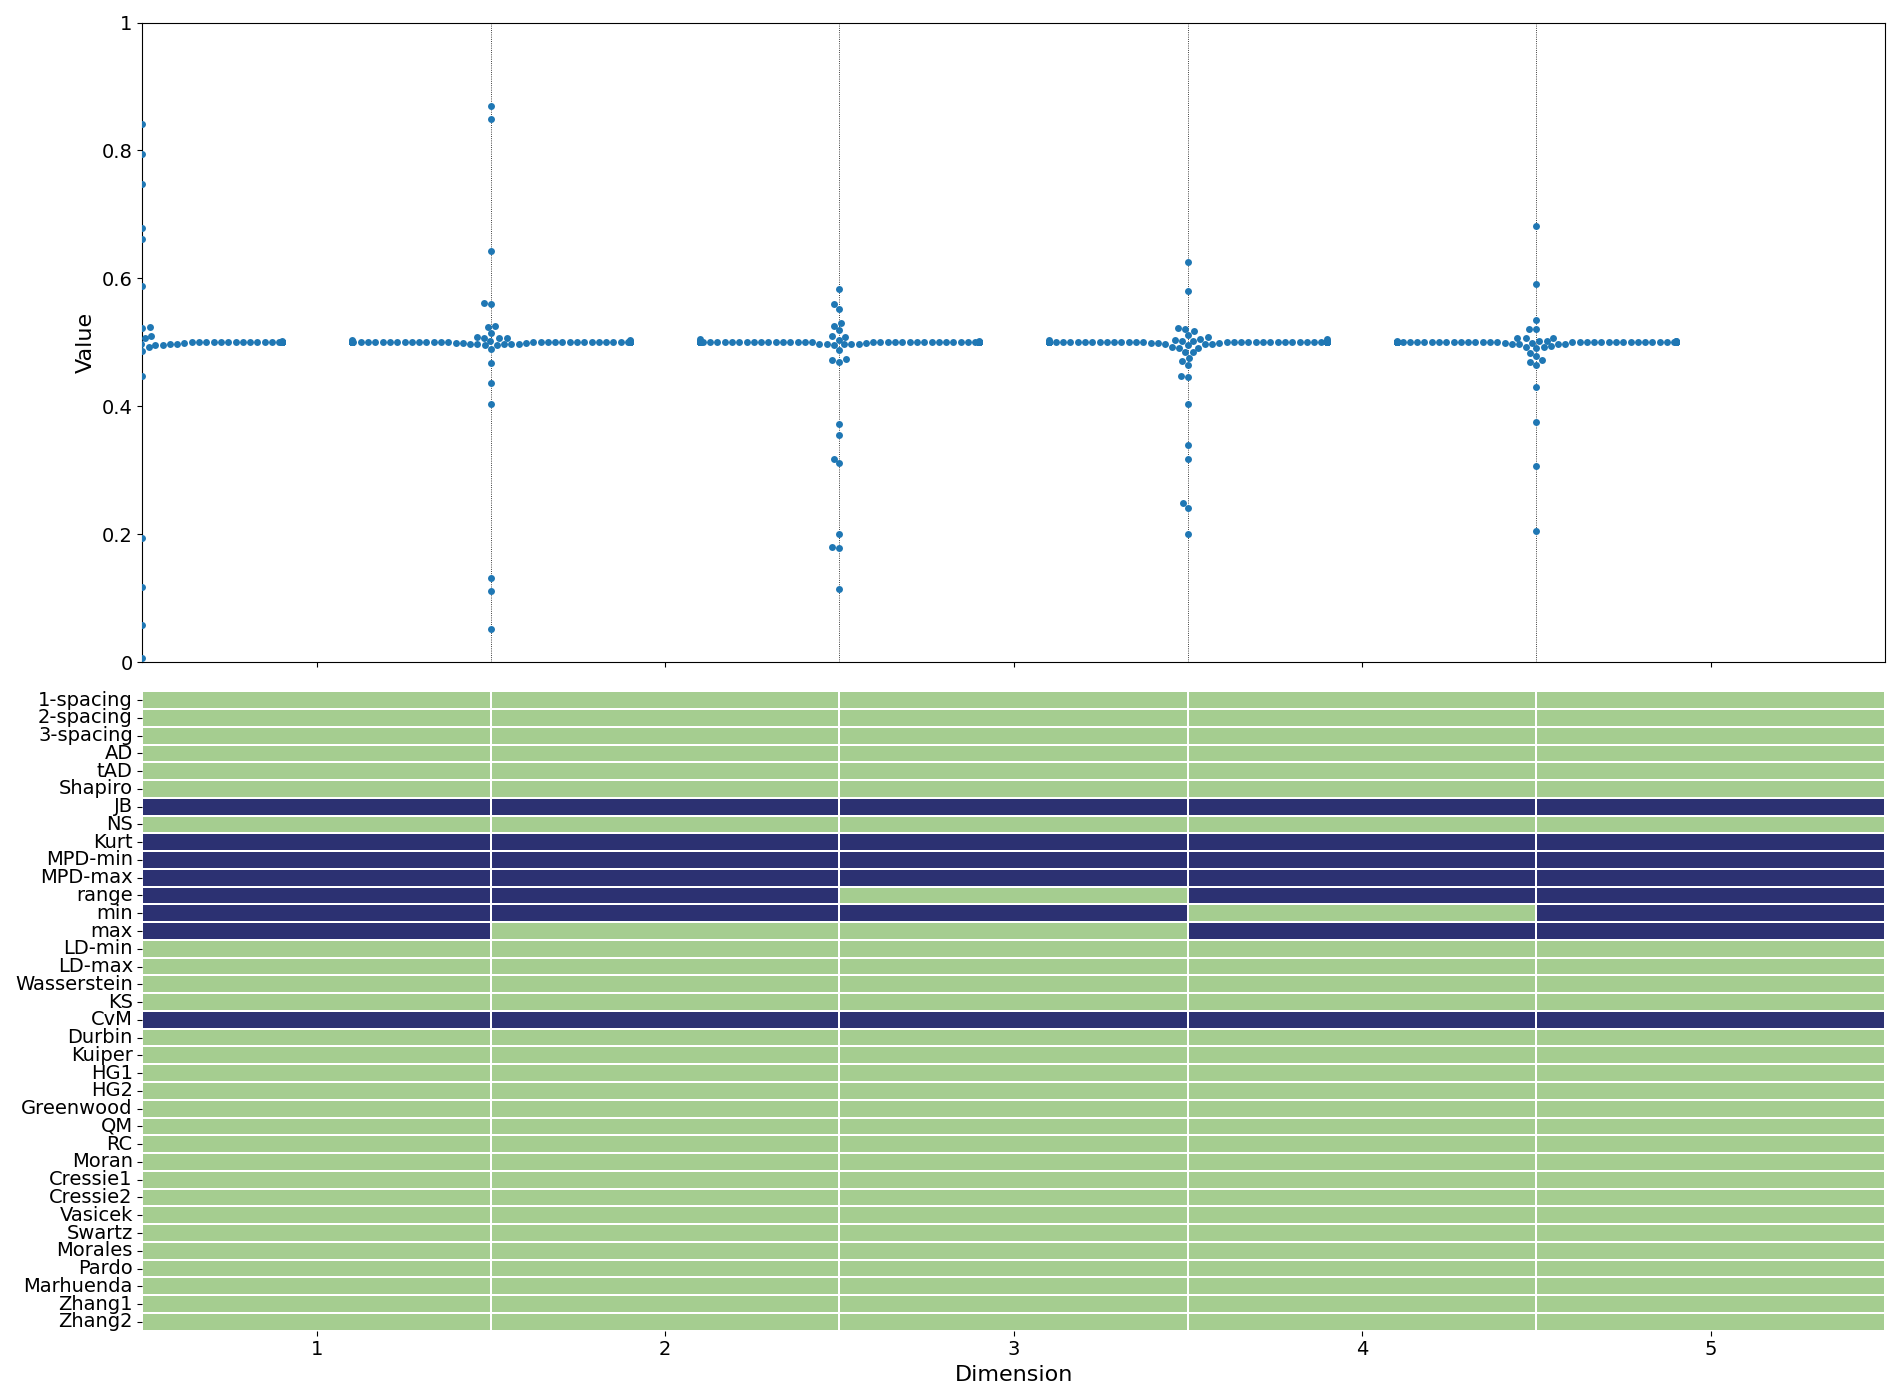 1
0.8
0.6
0.4
0.2
0
Value
1-spacing
2-spacing
3-spacing
AD
tAD
Shapiro
JB
NS
Kurt
MPD-min
MPD-max
range
min
max
LD-min
LD-max
Wasserstein
KS
CvM
Durbin
Kuiper
HG1
HG2
Greenwood
QM
RC
Moran
Cressie1
Cressie2
Vasicek
Swartz
Morales
Pardo
Marhuenda
Zhang1
Zhang2
1 2 3 4 5
Dimension